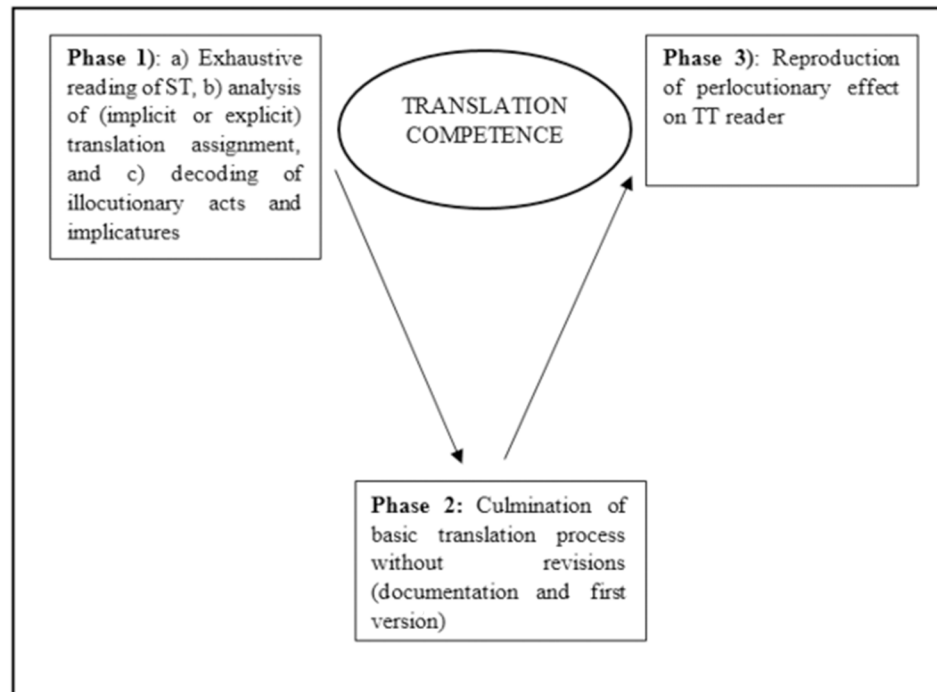 Phase 1): a) Exhaustive
reading of ST, b) analysis
of (implicit or explicit)
translation assignment,
and c) decoding of
illocutionary acts and
implicatures
TRANSLATION
COMPETENCE
Phase 3): Reproduction
of perlocutionary effect
on TT reader
Phase 2: Culmination of
basic translation process
without revisions
(documentation and first
version)